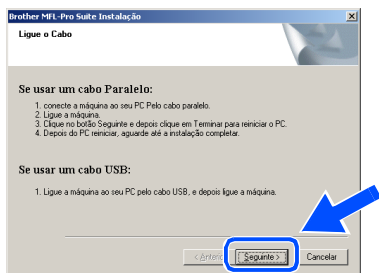 Brother MFL-Pro Suite Instalação
Ligue o Cabo
Se usar um cabo Paralelo:
1. conecte a máquina ao seu PC Pelo cabo paralelo.
2. Ligue a máquina.
3. Clique no botão Seguinte e depois clique em Terminar para reiniciar o PC.
4. Depois do PC reiniciar, aguarde até a instalação completar.
Se usar um cabo USB:
1. Ligue a máquina ao seu PC pelo cabo USB, e depois ligue a máquina.
Seguinte > Cancelar